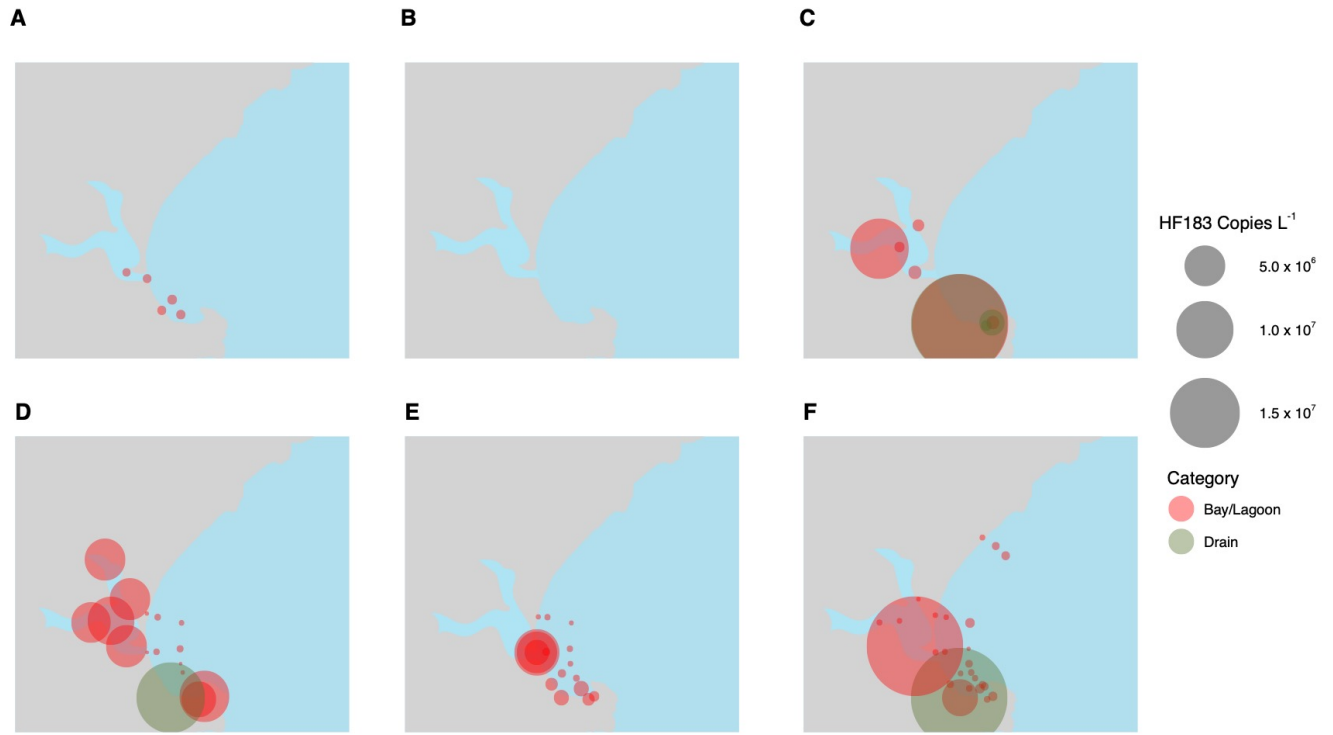 A
B
C
HF183 Copies L⁻¹
5.0 x 10⁶
1.0 x 10⁷
1.5 x 10⁷
D
E
F
Category
Bay/Lagoon
Drain